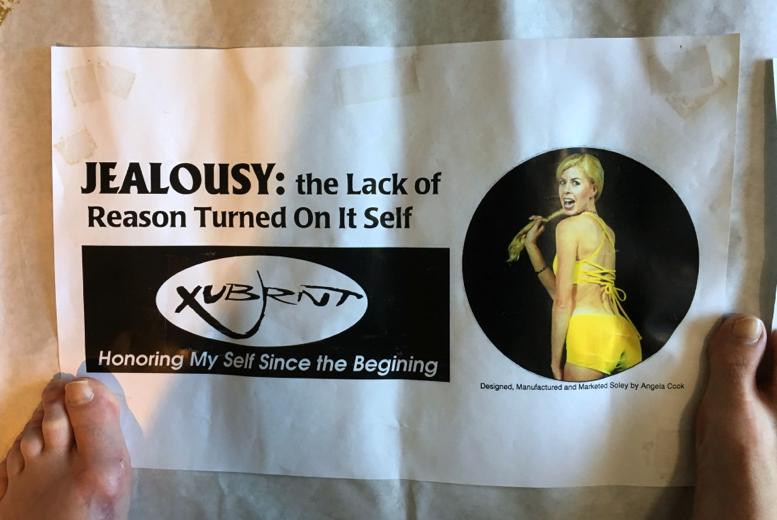 JEALOUSY: the Lack of
Reason Turned On It Self
XUBRNT
Honoring My Self Since the Begining
Designed, Manufactured and Marketed Soley by Angela Cook